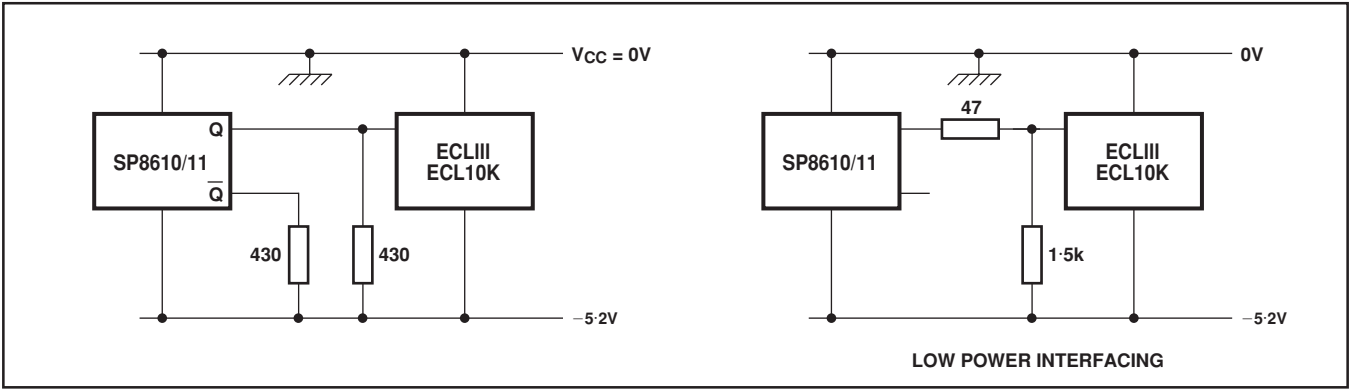 VCC = 0V
Q
SP8610/11
Q̅
ECLIII
ECL10K
430
430
−5·2V
0V
47
SP8610/11
ECLIII
ECL10K
1·5k
−5·2V
LOW POWER INTERFACING